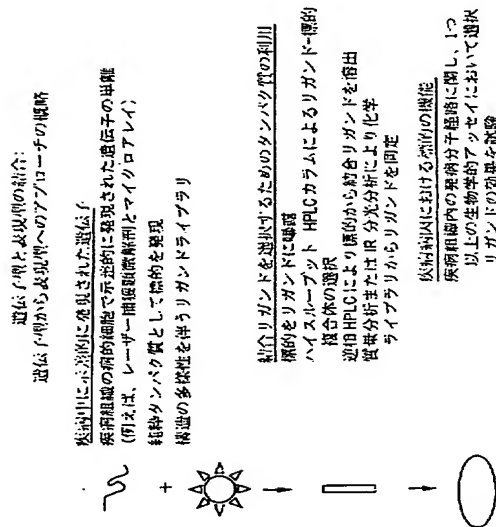 遺伝子型と表現型の結合:
遺伝子型から表現型へのアプローチの概略
疾病中に示差的に発現された遺伝子
疾病組織の病的細胞で示差的に発現された遺伝子の単離
(例えば、レーザー捕獲顕微解剖とマイクロアレイ)
純粋タンパク質として標的を発現
構造の多様性を伴うリガンドライブラリ
結合リガンドを選択するためのタンパク質の利用
標的をリガンドに曝露
ハイスループット HPLCカラムによるリガンド-標的
複合体の選択
逆相HPLCにより標的から結合リガンドを溶出
質量分析またはIR分光分析により化学
ライブラリからリガンドを同定
疾病病因における標的の機能
疾病組織内の発病分子経路に関し、1つ
以上の生物学的アッセイにおいて選択
リガンドの効果を試験